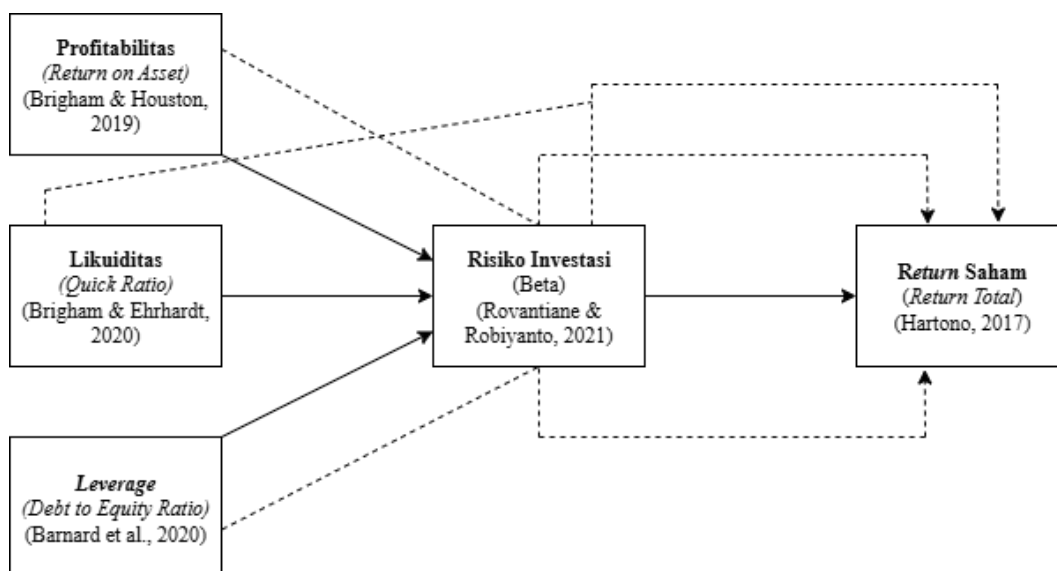 Profitabilitas
(Return on Asset)
(Brigham & Houston,
2019)
Likuiditas
(Quick Ratio)
(Brigham & Ehrhardt,
2020)
Leverage
(Debt to Equity Ratio)
(Barnard et al., 2020)
Risiko Investasi
(Beta)
(Rovantiane &
Robiyanto, 2021)
Return Saham
(Return Total)
(Hartono, 2017)